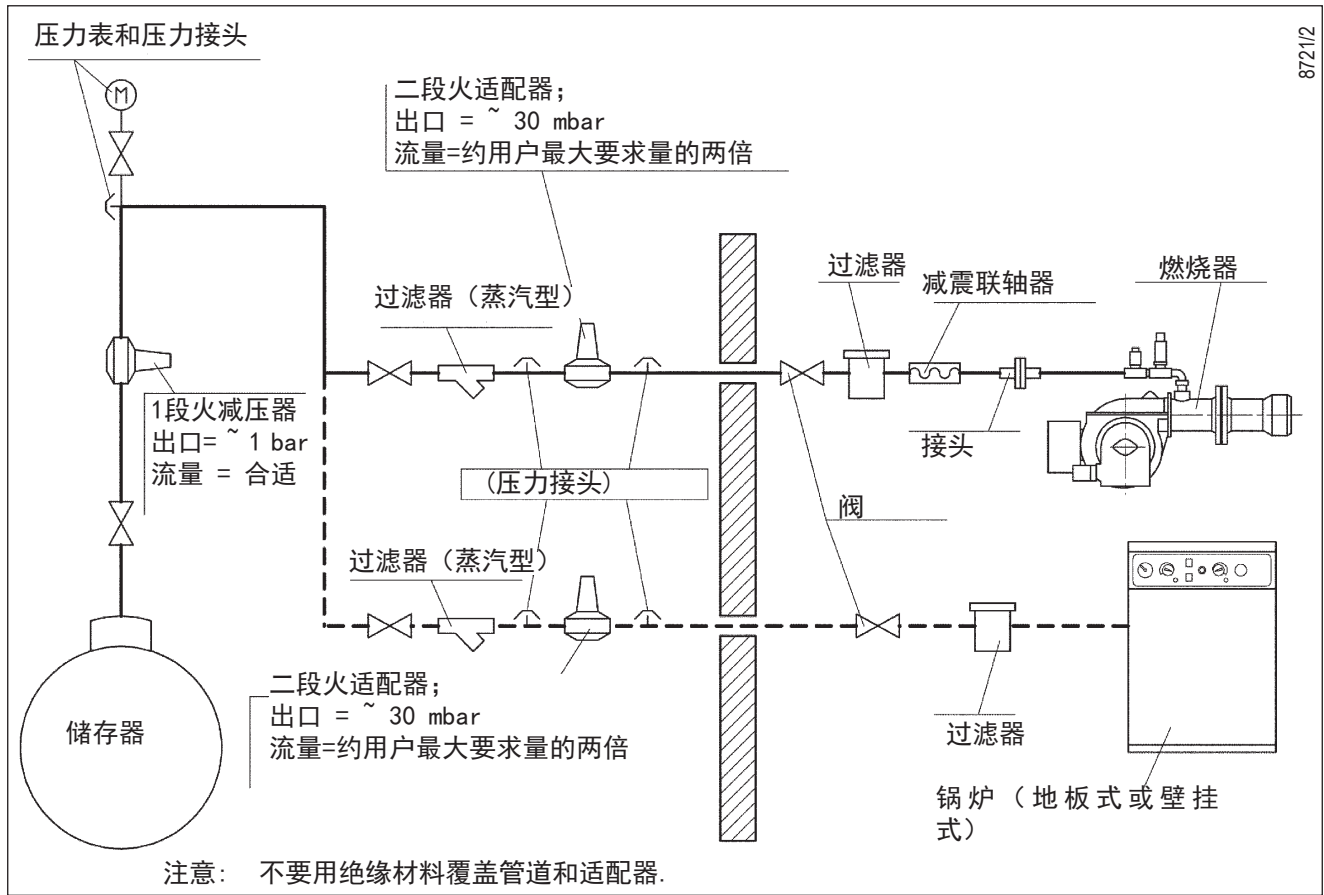 压力表和压力接头
8721/2
M
二段火适配器；
出口 = ~ 30 mbar
流量=约用户最大要求量的两倍
过滤器
减震联轴器
燃烧器
过滤器（蒸汽型）
1段火减压器
出口= ~ 1 bar
流量 = 合适
接头
(压力接头)
阀
过滤器（蒸汽型）
二段火适配器；
出口 = ~ 30 mbar
流量=约用户最大要求量的两倍
储存器
过滤器
锅炉（地板式或壁挂
式）
注意: 不要用绝缘材料覆盖管道和适配器.